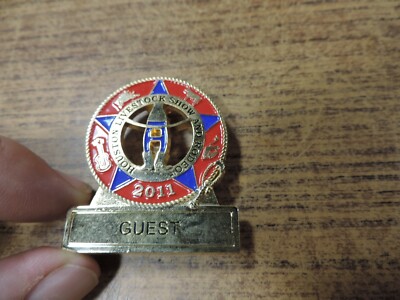 HOUSTON LIVESTOCK SHOW AND RODEO
2011
GUEST